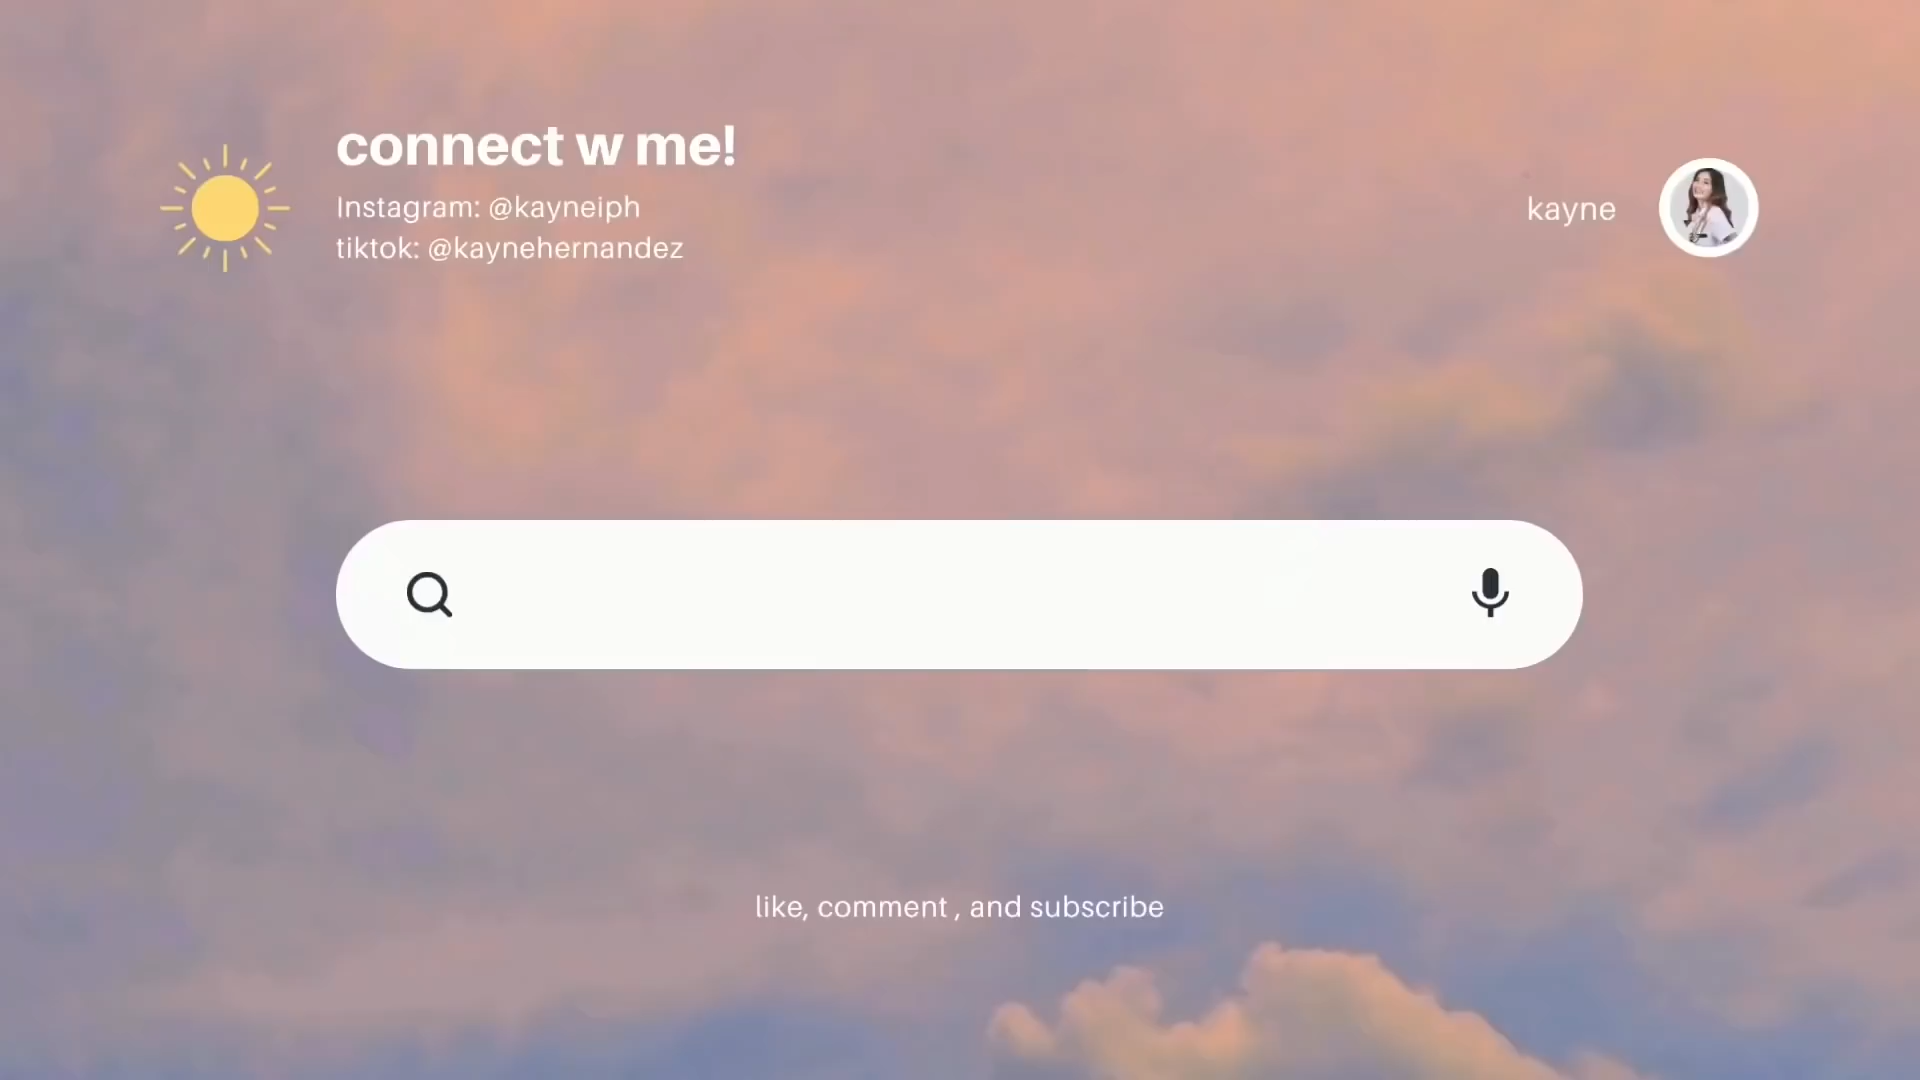 connect w me!
Instagram: @kayneiph
tiktok: @kaynehernandez
kayne
like, comment , and subscribe